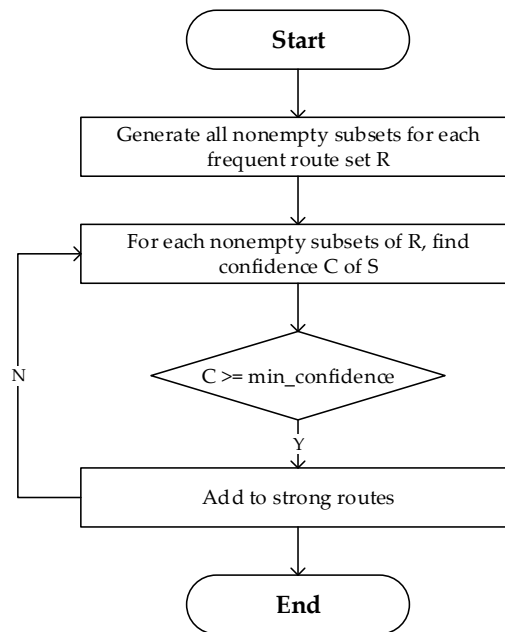 Start
Generate all nonempty subsets for each
frequent route set R
For each nonempty subsets of R, find
confidence C of S
N
C >= min_confidence
Y
Add to strong routes
End